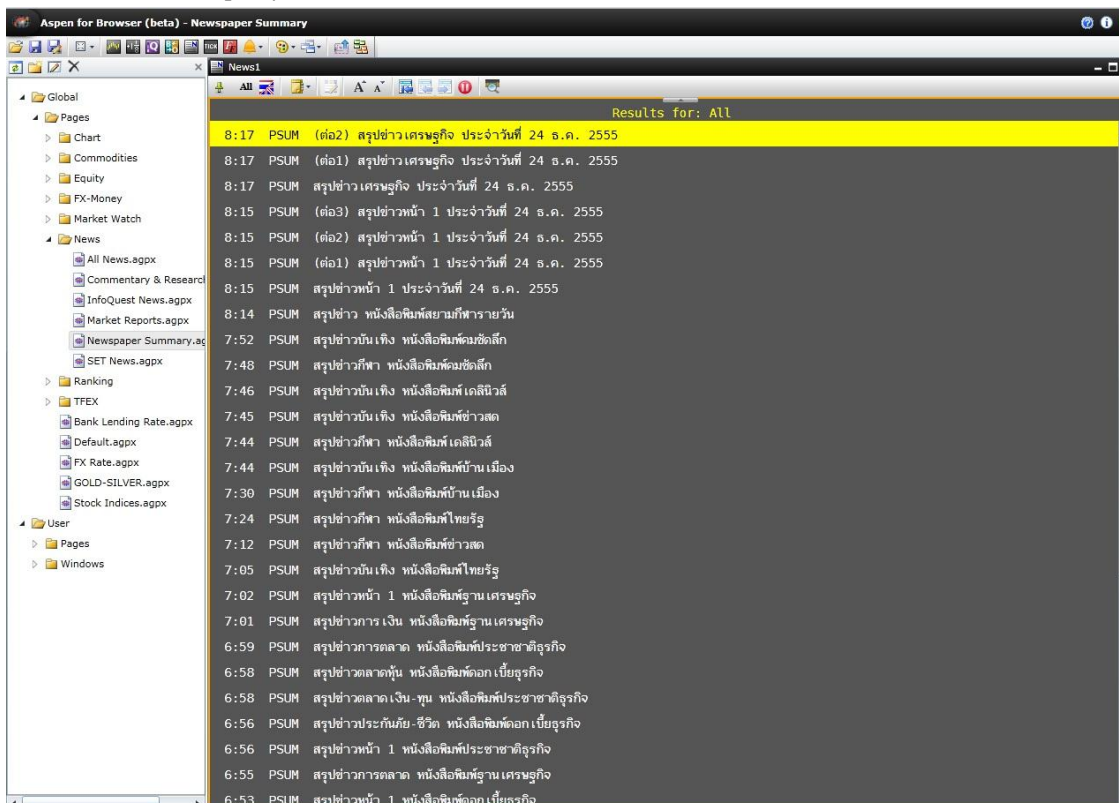 Aspen for Browser (beta) - Newspaper Summary
News1
All
Results for: All
Global
Pages
Chart
Commodities
Equity
FX-Money
Market Watch
News
All News.agpx
Commentary & Researcl
InfoQuest News.agpx
Market Reports.agpx
Newspaper Summary.ag
SET News.agpx
Ranking
TFEX
Bank Lending Rate.agpx
Default.agpx
FX Rate.agpx
GOLD-SILVER.agpx
Stock Indices.agpx
User
Pages
Windows
8:17 PSUM (ต่อ2) สรุปข่าวเศรษฐกิจ ประจำวันที่ 24 ธ.ค. 2555
8:17 PSUM (ต่อ1) สรุปข่าวเศรษฐกิจ ประจำวันที่ 24 ธ.ค. 2555
8:17 PSUM สรุปข่าวเศรษฐกิจ ประจำวันที่ 24 ธ.ค. 2555
8:15 PSUM (ต่อ3) สรุปข่าวหน้า 1 ประจำวันที่ 24 ธ.ค. 2555
8:15 PSUM (ต่อ2) สรุปข่าวหน้า 1 ประจำวันที่ 24 ธ.ค. 2555
8:15 PSUM (ต่อ1) สรุปข่าวหน้า 1 ประจำวันที่ 24 ธ.ค. 2555
8:15 PSUM สรุปข่าวหน้า 1 ประจำวันที่ 24 ธ.ค. 2555
8:14 PSUM สรุปข่าว หนังสือพิมพ์สยามกีฬารายวัน
7:52 PSUM สรุปข่าวบันเทิง หนังสือพิมพ์คมชัดลึก
7:48 PSUM สรุปข่าวกีฬา หนังสือพิมพ์คมชัดลึก
7:46 PSUM สรุปข่าวบันเทิง หนังสือพิมพ์เดลินิวส์
7:45 PSUM สรุปข่าวบันเทิง หนังสือพิมพ์ข่าวสด
7:44 PSUM สรุปข่าวกีฬา หนังสือพิมพ์เดลินิวส์
7:44 PSUM สรุปข่าวบันเทิง หนังสือพิมพ์บ้านเมือง
7:30 PSUM สรุปข่าวกีฬา หนังสือพิมพ์บ้านเมือง
7:24 PSUM สรุปข่าวกีฬา หนังสือพิมพ์ไทยรัฐ
7:12 PSUM สรุปข่าวกีฬา หนังสือพิมพ์ข่าวสด
7:05 PSUM สรุปข่าวบันเทิง หนังสือพิมพ์ไทยรัฐ
7:02 PSUM สรุปข่าวหน้า 1 หนังสือพิมพ์ฐานเศรษฐกิจ
7:01 PSUM สรุปข่าวการเงิน หนังสือพิมพ์ฐานเศรษฐกิจ
6:59 PSUM สรุปข่าวการตลาด หนังสือพิมพ์ประชาชาติธุรกิจ
6:58 PSUM สรุปข่าวตลาดหุ้น หนังสือพิมพ์ดอกเบี้ยธุรกิจ
6:58 PSUM สรุปข่าวตลาดเงิน-ทุน หนังสือพิมพ์ประชาชาติธุรกิจ
6:56 PSUM สรุปข่าวประกันภัย-ชีวิต หนังสือพิมพ์ดอกเบี้ยธุรกิจ
6:56 PSUM สรุปข่าวหน้า 1 หนังสือพิมพ์ประชาชาติธุรกิจ
6:55 PSUM สรุปข่าวการตลาด หนังสือพิมพ์ฐานเศรษฐกิจ
6:53 PSUM สรุปข่าวหน้า 1 หนังสือพิมพ์ดอกเบี้ยธุรกิจ